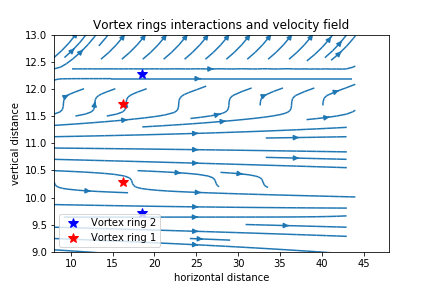 Vortex rings interactions and velocity field
vertical distance
13.0
12.5
12.0
11.5
11.0
10.5
10.0
9.5
9.0
Vortex ring 2
Vortex ring 1
10 15 20 25 30 35 40 45
horizontal distance